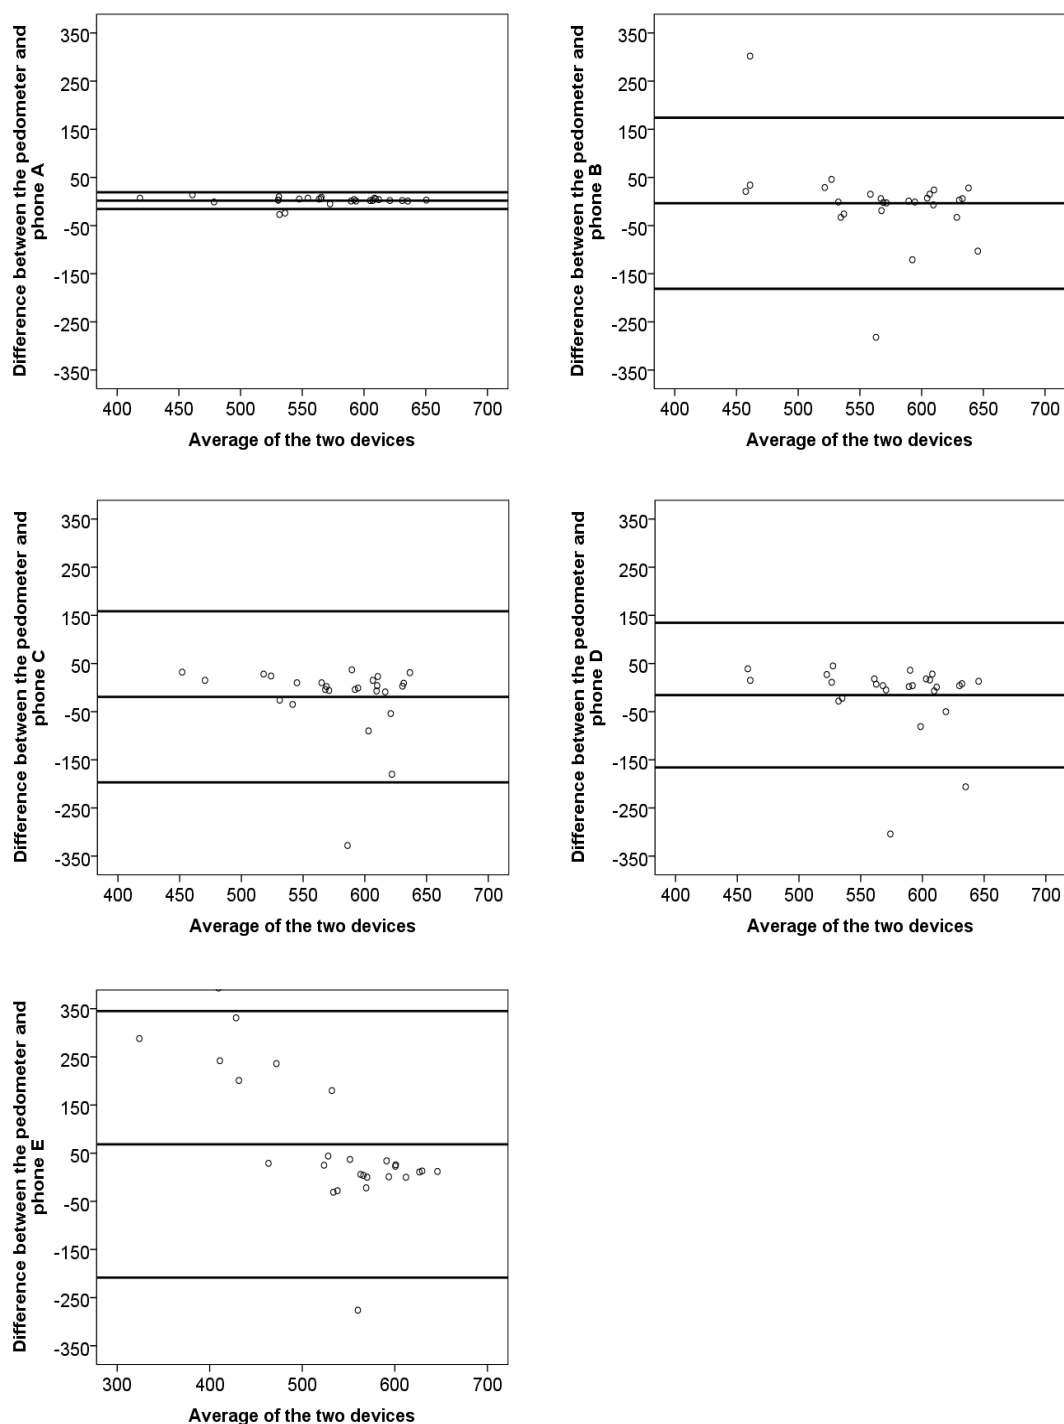 Difference between the pedometer and
phone A
350
250
150
50
-50
-150
-250
-350
400 450 500 550 600 650 700
Average of the two devices
Difference between the pedometer and
phone B
350
250
150
50
-50
-150
-250
-350
400 450 500 550 600 650 700
Average of the two devices
Difference between the pedometer and
phone C
350
250
150
50
-50
-150
-250
-350
400 450 500 550 600 650 700
Average of the two devices
Difference between the pedometer and
phone D
350
250
150
50
-50
-150
-250
-350
400 450 500 550 600 650 700
Average of the two devices
Difference between the pedometer and
phone E
350
250
150
50
-50
-150
-250
-350
300 400 500 600 700
Average of the two devices